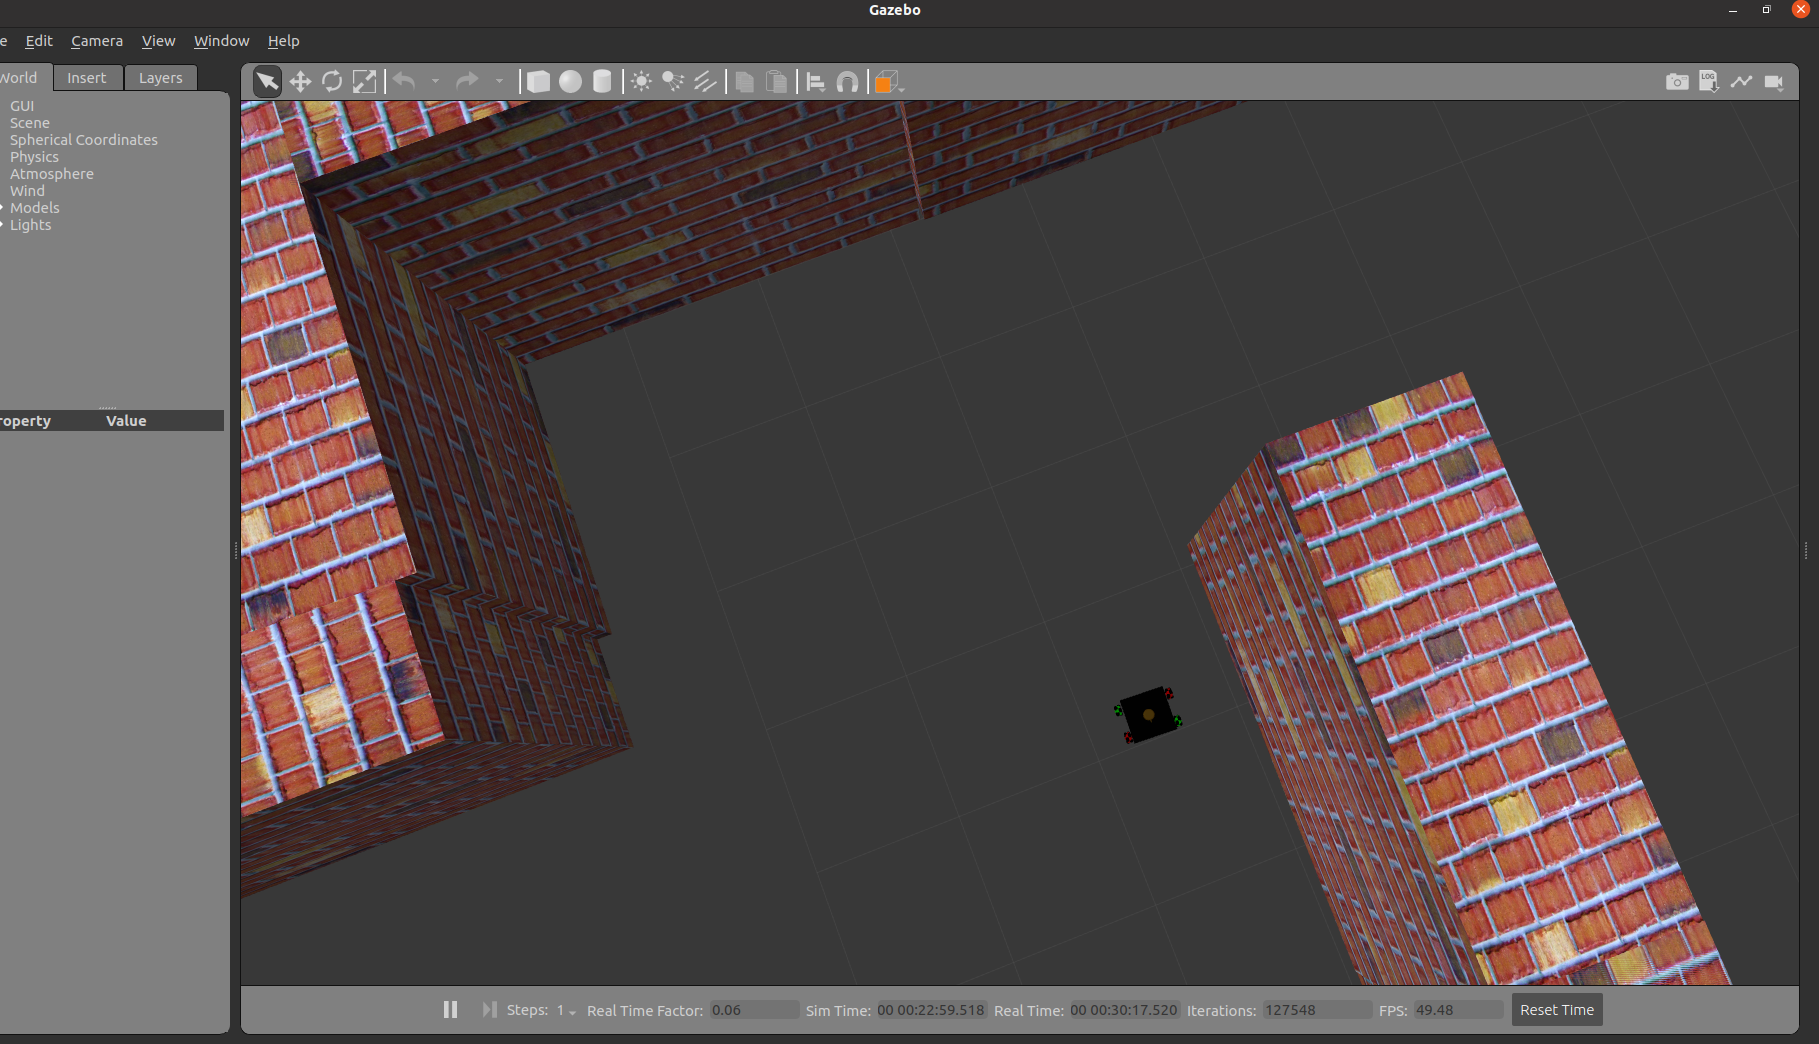 Gazebo
e Edit Camera View Window Help
World Insert Layers
GUI
Scene
Spherical Coordinates
Physics
Atmosphere
Wind
Models
Lights
roperty Value
LOG
Steps: 1 Real Time Factor: 0.06 Sim Time: 00 00:22:59.518 Real Time: 00 00:30:17.520 Iterations: 127548 FPS: 49.48 Reset Time